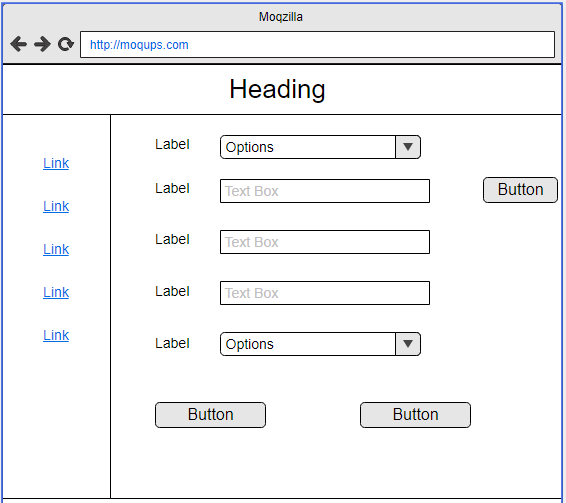 Moqzilla
http://moqups.com
Heading
Link
Link
Link
Link
Link
Label Options
Label Text Box Button
Label Text Box
Label Text Box
Label Options
Button Button